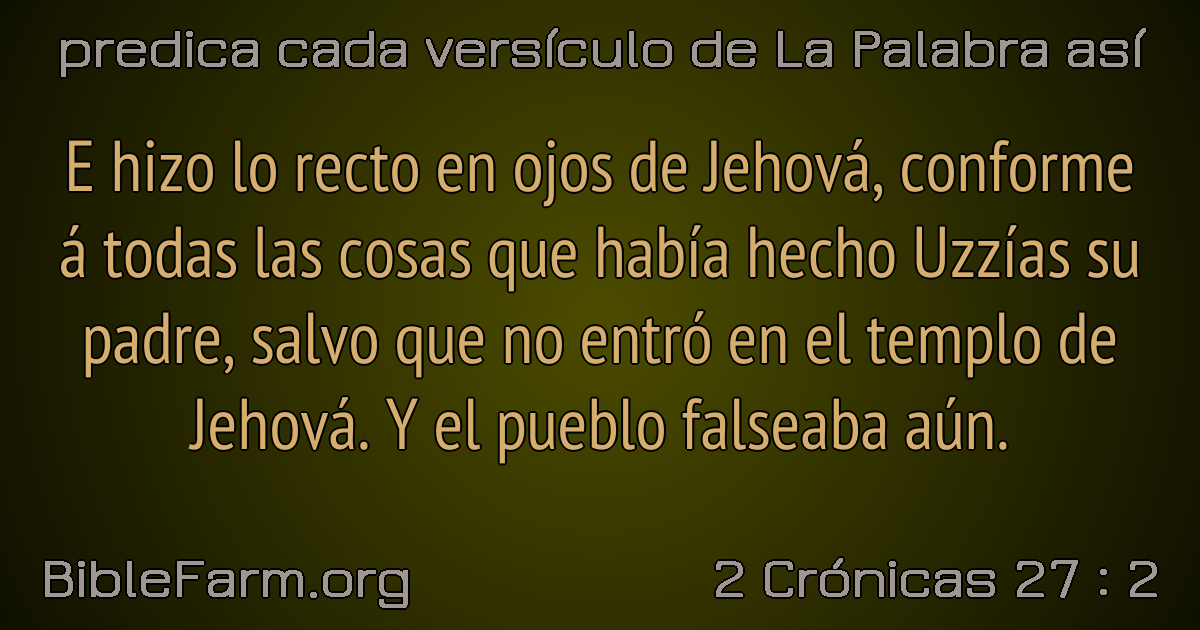 predica cada versículo de La Palabra así
E hizo lo recto en ojos de Jehová, conforme
á todas las cosas que había hecho Uzzías su
padre, salvo que no entró en el templo de
Jehová. Y el pueblo falseaba aún.
BibleFarm.org
2 Crónicas 27 : 2